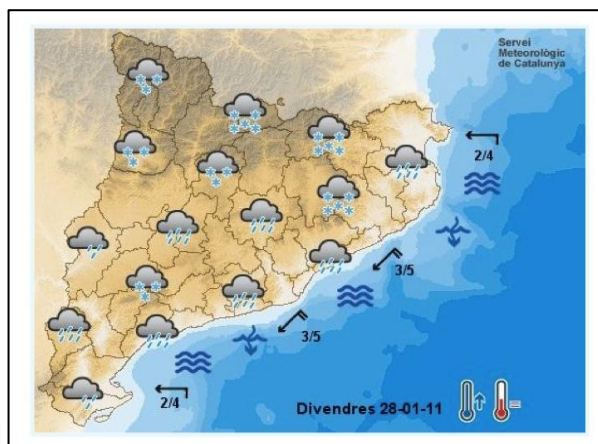 Servei
Meteorològic
de Catalunya
2/4
3/5
3/5
2/4
Divendres 28-01-11